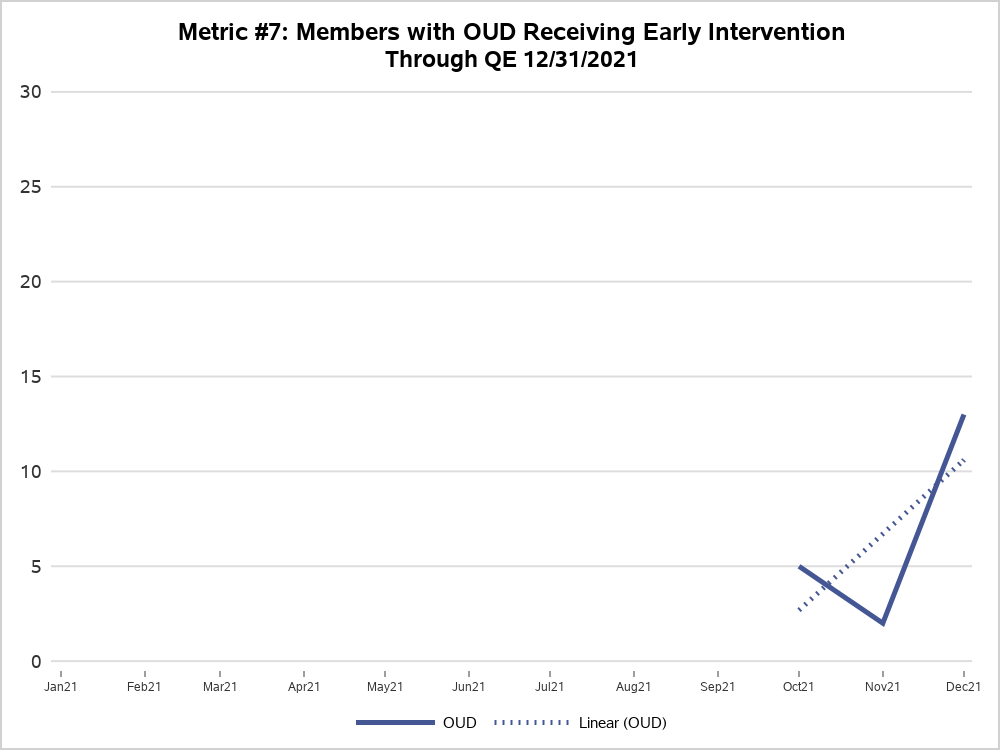 Metric #7: Members with OUD Receiving Early Intervention
Through QE 12/31/2021
30
25
20
15
10
5
0
Jan21 Feb21 Mar21 Apr21 May21 Jun21 Jul21 Aug21 Sep21 Oct21 Nov21 Dec21
OUD Linear (OUD)